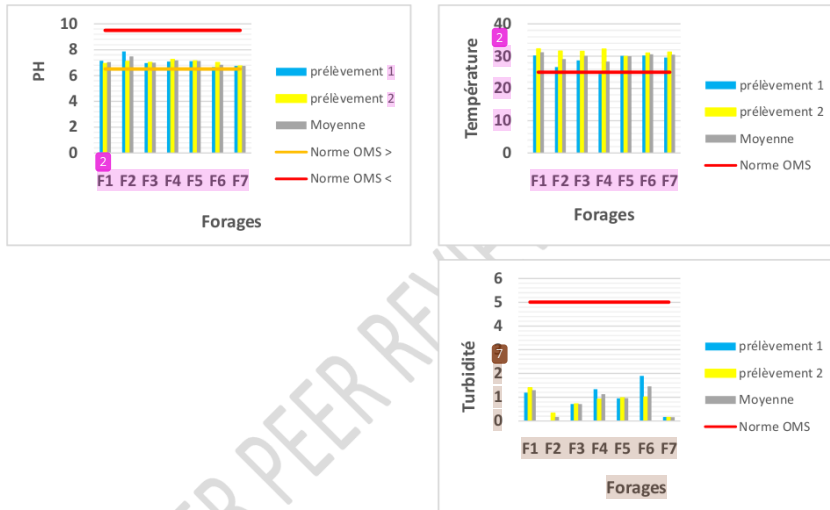 10
8
6
4
2
0
PH
2
F1 F2 F3 F4 F5 F6 F7
Forages
prélèvement 1
prélèvement 2
Moyenne
Norme OMS >
Norme OMS <
40
30
20
10
0
2
Température
F1 F2 F3 F4 F5 F6 F7
Forages
prélèvement 1
prélèvement 2
Moyenne
Norme OMS
6
5
4
7
2
1
0
Turbidité
F1 F2 F3 F4 F5 F6 F7
Forages
prélèvement 1
prélèvement 2
Moyenne
Norme OMS
ER PEER REVI